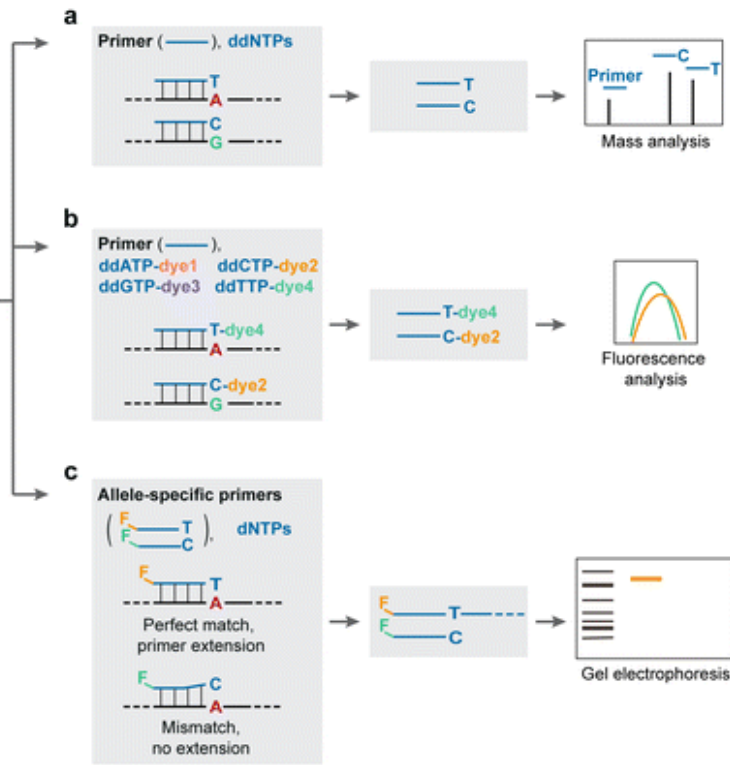 a
Primer ( ), ddNTPs
T
A
C
G
T
C
Primer
C
T
Mass analysis
b
Primer ( ),
ddATP-dye1 ddCTP-dye2
ddGTP-dye3 ddTTP-dye4
T-dye4
A
C-dye2
G
T-dye4
C-dye2
Fluorescence
analysis
c
Allele-specific primers
F T
F C
( ), dNTPs
F T
A
Perfect match,
primer extension
F C
A
Mismatch,
no extension
F T
F C
Gel electrophoresis